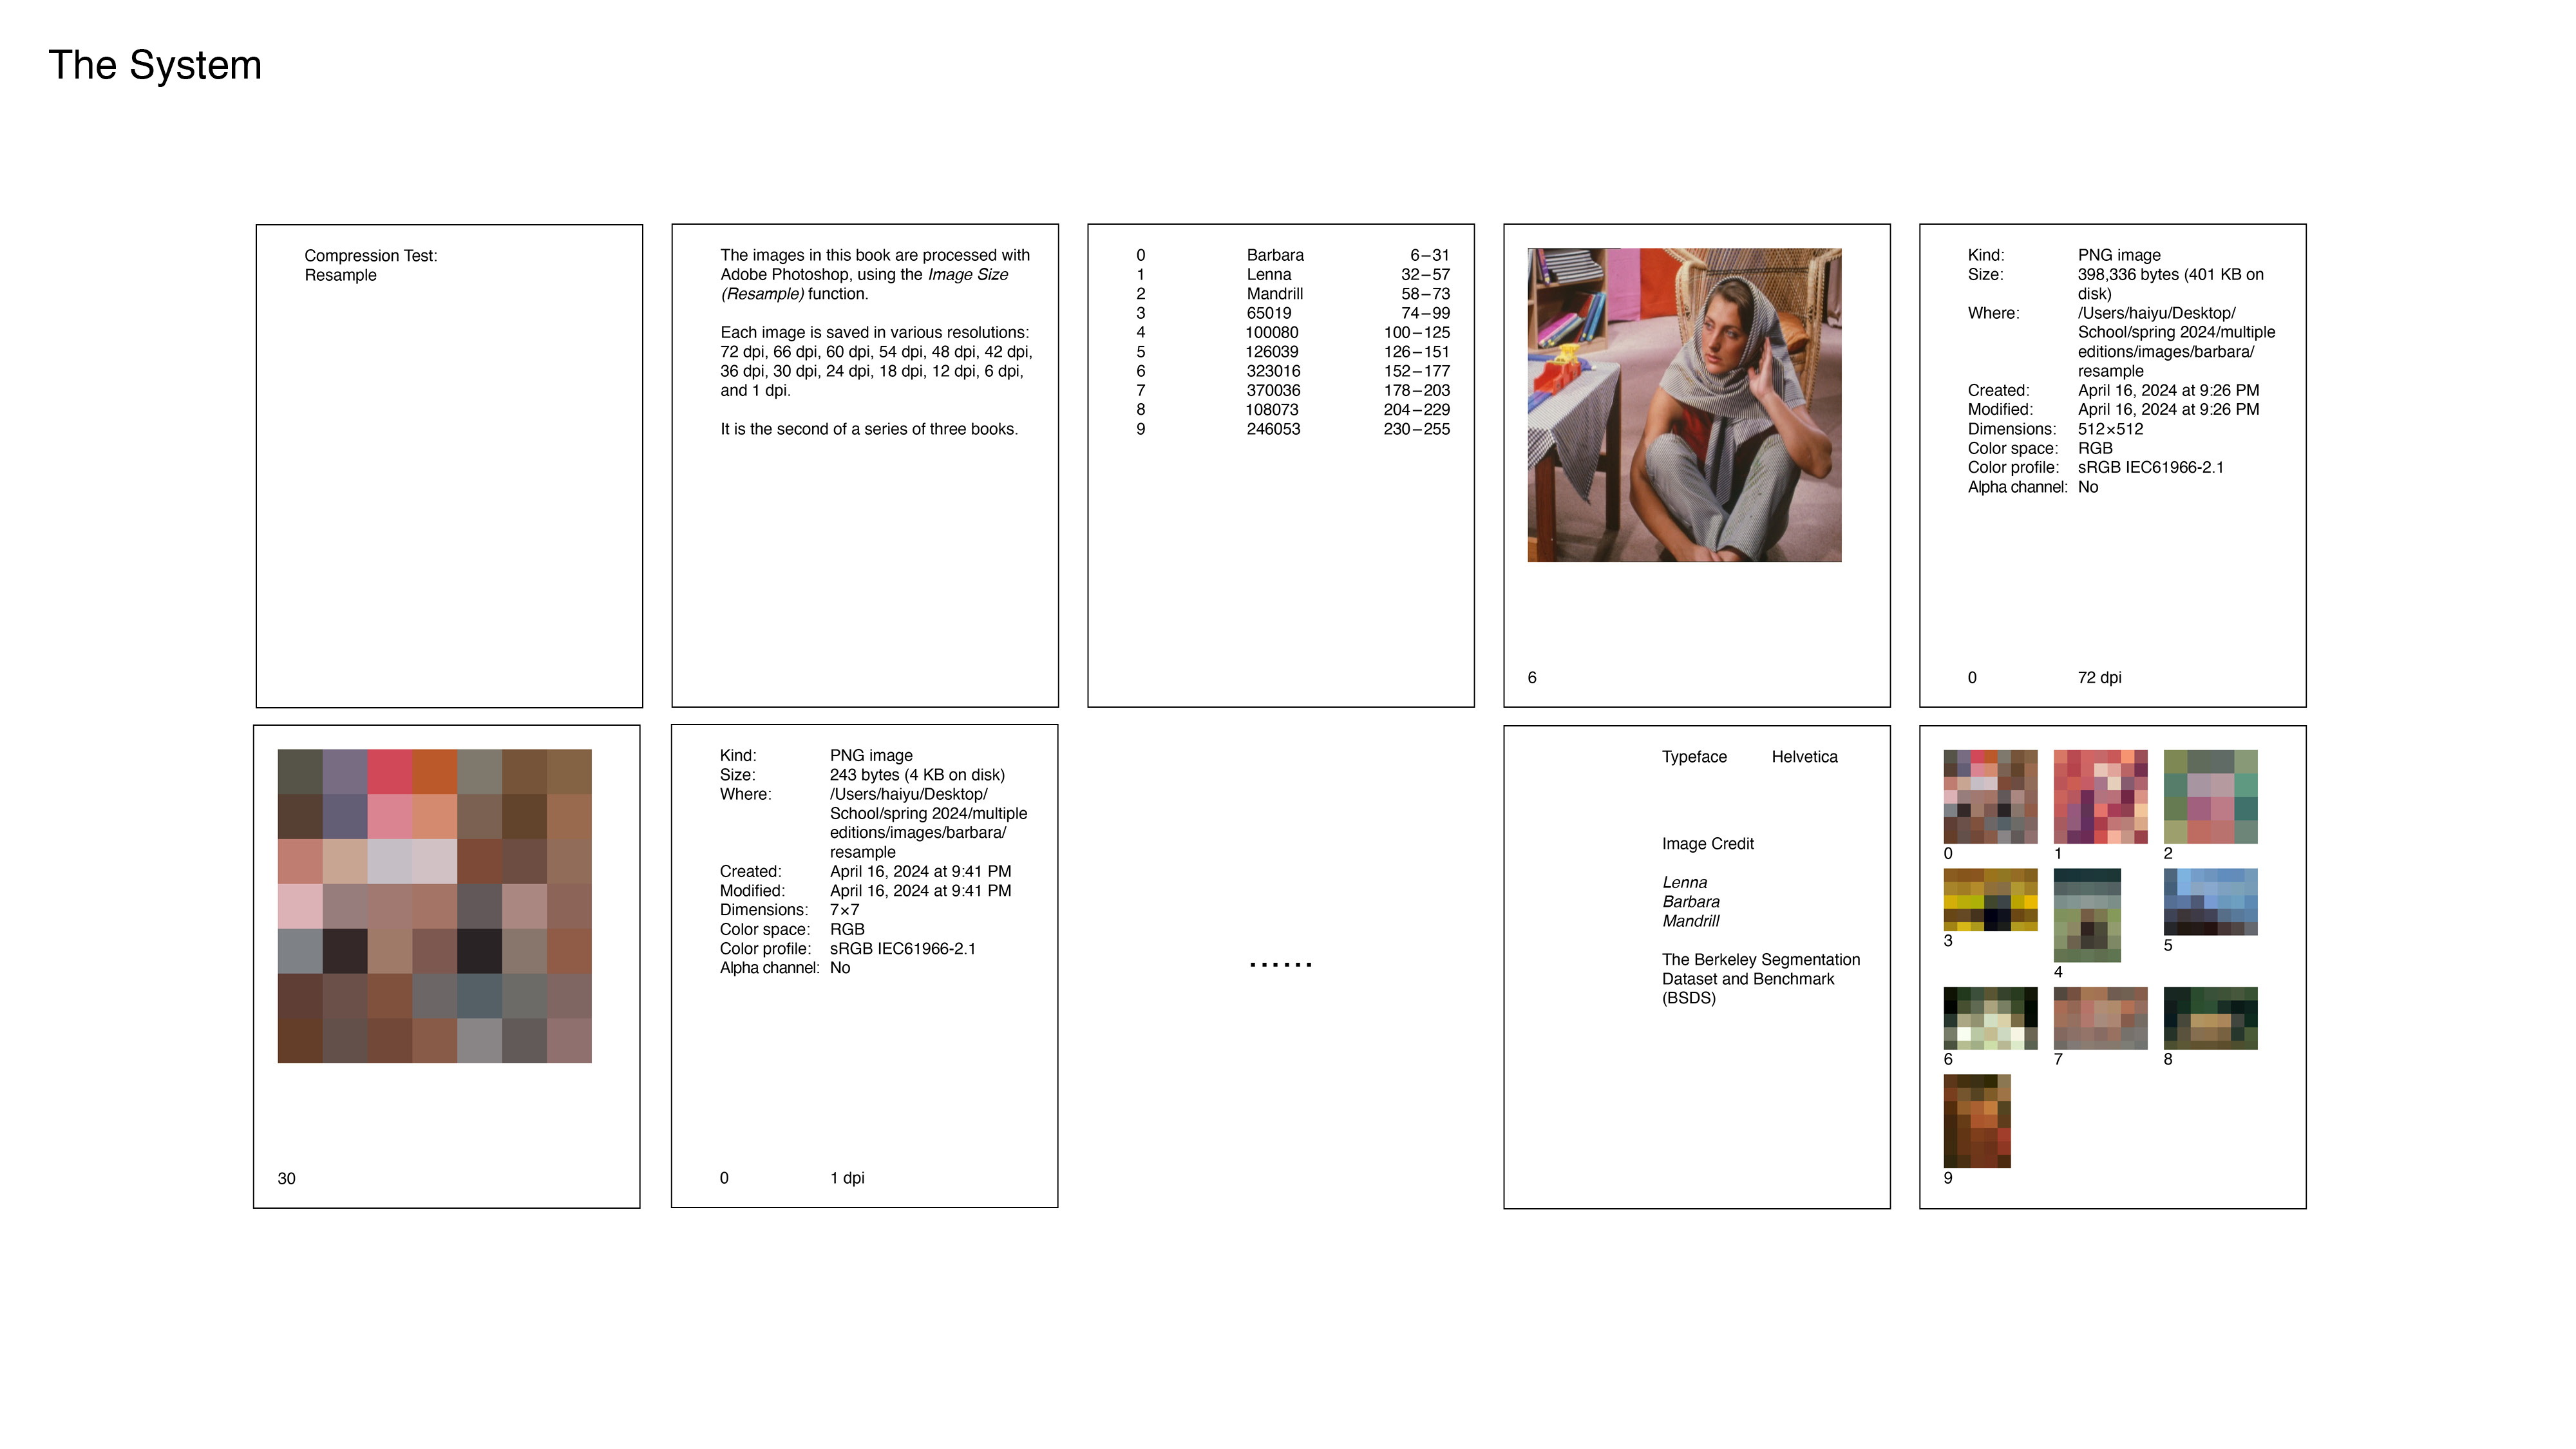 The System
Compression Test:
Resample
The images in this book are processed with
Adobe Photoshop, using the Image Size
(Resample) function.
Each image is saved in various resolutions:
72 dpi, 66 dpi, 60 dpi, 54 dpi, 48 dpi, 42 dpi,
36 dpi, 30 dpi, 24 dpi, 18 dpi, 12 dpi, 6 dpi,
and 1 dpi.
It is the second of a series of three books.
0 Barbara 6–31
1 Lenna 32–57
2 Mandrill 58–73
3 65019 74–99
4 100080 100–125
5 126039 126–151
6 323016 152–177
7 370036 178–203
8 108073 204–229
9 246053 230–255
6
Kind: PNG image
Size: 398,336 bytes (401 KB on
disk)
Where: /Users/haiyu/Desktop/
School/spring 2024/multiple
editions/images/barbara/
resample
Created: April 16, 2024 at 9:26 PM
Modified: April 16, 2024 at 9:26 PM
Dimensions: 512×512
Color space: RGB
Color profile: sRGB IEC61966-2.1
Alpha channel: No
0 72 dpi
30
Kind: PNG image
Size: 243 bytes (4 KB on disk)
Where: /Users/haiyu/Desktop/
School/spring 2024/multiple
editions/images/barbara/
resample
Created: April 16, 2024 at 9:41 PM
Modified: April 16, 2024 at 9:41 PM
Dimensions: 7×7
Color space: RGB
Color profile: sRGB IEC61966-2.1
Alpha channel: No
0 1 dpi
......
Typeface Helvetica
Image Credit
Lenna
Barbara
Mandrill
The Berkeley Segmentation
Dataset and Benchmark
(BSDS)
0 1 2
3 4 5
6 7 8
9